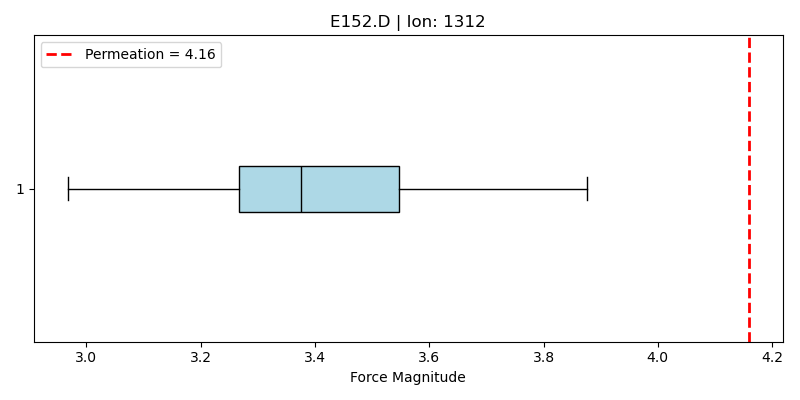 E152.D | Ion: 1312
Permeation = 4.16
1
3.0 3.2 3.4 3.6 3.8 4.0 4.2
Force Magnitude